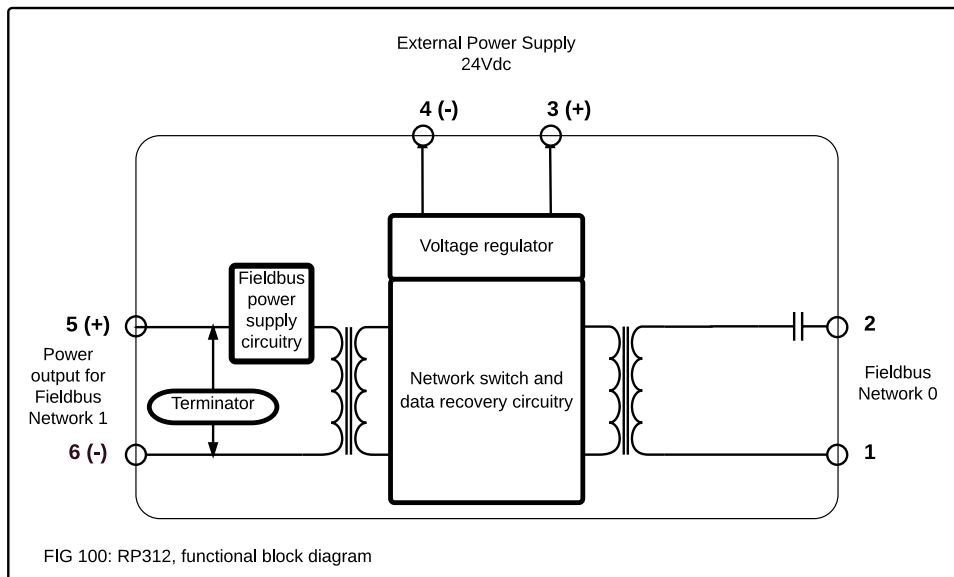 External Power Supply
24Vdc
4 (-)
3 (+)
Voltage regulator
Fieldbus
power
supply
circuitry
5 (+)
2
Power
output for
Fieldbus
Network 1
Terminator
Network switch and
data recovery circuitry
Fieldbus
Network 0
6 (-)
1
FIG 100: RP312, functional block diagram